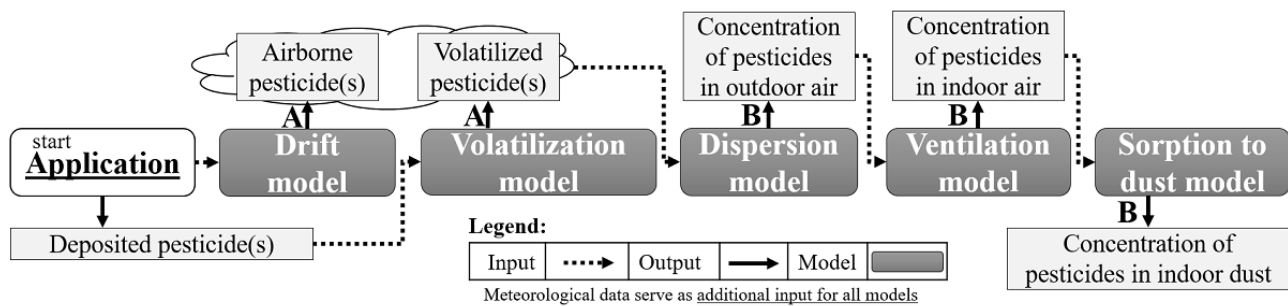 Airborne
pesticide(s)
Volatilized
pesticide(s)
Concentration
of pesticides
in outdoor air
Concentration
of pesticides
in indoor air
A
A
B
B
start
Application
Drift
model
Volatilization
model
Dispersion
model
Ventilation
model
Sorption to
dust model
B
Deposited pesticide(s)
Concentration of
pesticides in indoor dust
Legend:
Input Output Model
Meteorological data serve as additional input for all models